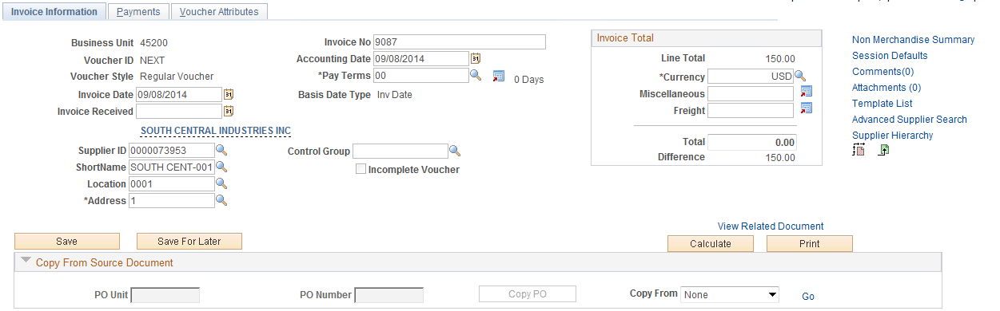 Invoice Information Payments Voucher Attributes
Business Unit 45200
Voucher ID NEXT
Voucher Style Regular Voucher
Invoice Date 09/08/2014
Invoice Received
SOUTH CENTRAL INDUSTRIES INC
Supplier ID 0000073953
ShortName SOUTH CENT-001
Location 0001
*Address 1
Invoice No 9087
Accounting Date 09/08/2014
*Pay Terms 00 0 Days
Basis Date Type Inv Date
Control Group
Incomplete Voucher
Invoice Total
Line Total 150.00
*Currency USD
Miscellaneous
Freight
Total 0.00
Difference 150.00
Non Merchandise Summary
Session Defaults
Comments(0)
Attachments (0)
Template List
Advanced Supplier Search
Supplier Hierarchy
View Related Document
Save Save For Later Calculate Print
Copy From Source Document
PO Unit PO Number Copy PO Copy From None Go